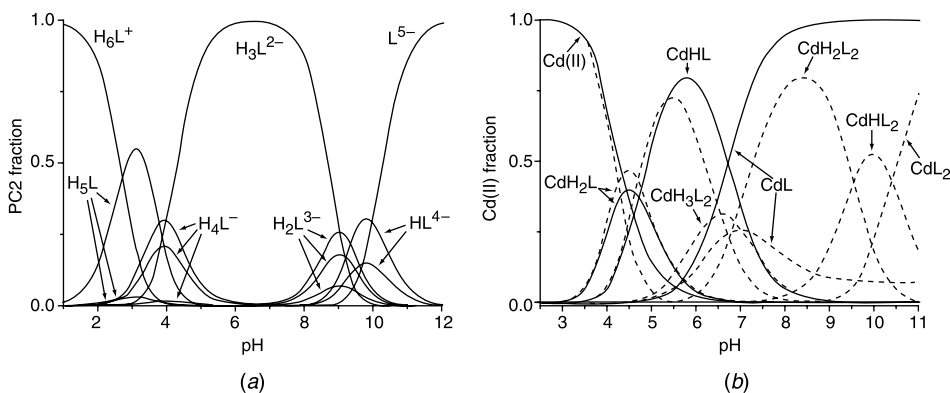 1.0
0.5
0.0
2
4
6
8
10
12
PC2 fraction
pH
H₆L⁺
H₃L²⁻
L⁵⁻
H₅L
H₄L⁻
H₂L³⁻
HL⁴⁻
(a)
1.0
0.5
0.0
3
4
5
6
7
8
9
10
11
Cd(II) fraction
pH
Cd(II)
CdHL
CdH₂L₂
CdHL₂
CdL₂
CdH₂L
CdH₃L₂
CdL
(b)